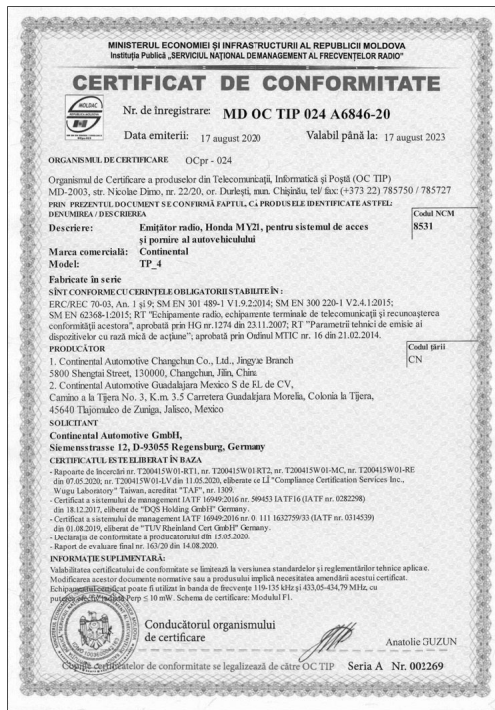 MINISTERUL ECONOMIEI ȘI INFRASTRUCTURII AL REPUBLICII MOLDOVA
Instituția Publică „SERVICIUL NAȚIONAL DE MANAGEMENT AL FRECVENȚELOR RADIO"
CERTIFICAT DE CONFORMITATE
MOLDAC
Nr. de înregistrare: MD OC TIP 024 A6846-20
Data emiterii: 17 august 2020 Valabil până la: 17 august 2023
ORGANISMUL DE CERTIFICARE OCpr - 024
Organismul de Certificare a produselor din Telecomunicații, Informatică și Poștă (OC TIP)
MD-2003, str. Nicolae Dimo, nr. 22/20, or. Durlești, mun. Chișinău, tel/ fax: (+373 22) 785750 / 785727
PRIN PREZENTUL DOCUMENT SE CONFIRMĂ FAPTUL, CĂ PRODUSELE IDENTIFICATE ASTFEL:
DENUMIREA / DESCRIEREA Codul NCM
Descriere: Emițător radio, Honda MY21, pentru sistemul de acces 8531
și pornire al autovehiculului
Marca comercială: Continental
Model: TP_4
Fabricate în serie
SÎNT CONFORME CU CERINȚELE OBLIGATORII STABILITE ÎN :
ERC/REC 70-03, An. 1 și 9; SM EN 301 489-1 V1.9.2:2014; SM EN 300 220-1 V2.4.1:2015;
SM EN 62368-1:2015; RT "Echipamente radio, echipamente terminale de telecomunicații și recunoașterea
conformității acestora", aprobată prin HG nr.1274 din 23.11.2007; RT "Parametrii tehnici de emisie ai
dispozitivelor cu rază mică de acțiune"; aprobată prin Ordinul MTIC nr. 16 din 21.02.2014.
PRODUCĂTOR Codul țării
1. Continental Automotive Changchun Co., Ltd., Jingyue Branch CN
5800 Shengtai Street, 130000, Changchun, Jilin, China
2. Continental Automotive Guadalajara Mexico S de R.L de CV,
Camino a la Tijera No. 3, K.m. 3.5 Carretera Guadalajara Morelia, Colonia la Tijera,
45640 Tlajomulco de Zuniga, Jalisco, Mexico
SOLICITANT
Continental Automotive GmbH,
Siemensstrasse 12, D-93055 Regensburg, Germany
CERTIFICATUL ESTE ELIBERAT ÎN BAZA
- Rapoarte de încercări nr. T200415W01-RT1, nr. T200415W01-RT2, nr. T200415W01-MC, nr. T200415W01-RE
din 07.05.2020; nr. T200415W01-LV din 11.05.2020, eliberate de LÎ "Compliance Certification Services Inc.,
Wugu Laboratory" Taiwan, acreditat "TAF", nr. 1309.
- Certificat a sistemului de management IATF 16949:2016 nr. 569453 IATF16 (IATF nr. 0282298)
din 18.12.2017, eliberat de "DQS Holding GmbH" Germany.
- Certificat a sistemului de management IATF 16949:2016 nr. 0 111 1632759/33 (IATF nr. 0314539)
din 01.08.2019, eliberat de "TUV Rheinland Cert GmbH" Germany.
- Declarația de conformitate a producătorului din 15.05.2020.
- Raport de evaluare final nr. 163/20 din 14.08.2020.
INFORMAȚIE SUPLIMENTARĂ:
Valabilitatea certificatului de conformitate se limitează la versiunea standardelor și reglementărilor tehnice aplicate.
Modificarea acestor documente normative sau a produsului implică necesitatea amendării acestui certificat.
Echipamentul certificat poate fi utilizat în banda de frecvențe 119-135 kHz și 433,05-434,79 MHz, cu
puterea efectiv radiată Perp ≤ 10 mW. Schema de certificare: Modulul F1.
Conducătorul organismului
de certificare Anatolie GUZUN
Copiile certificatelor de conformitate se legalizează de către OC TIP Seria A Nr. 002269